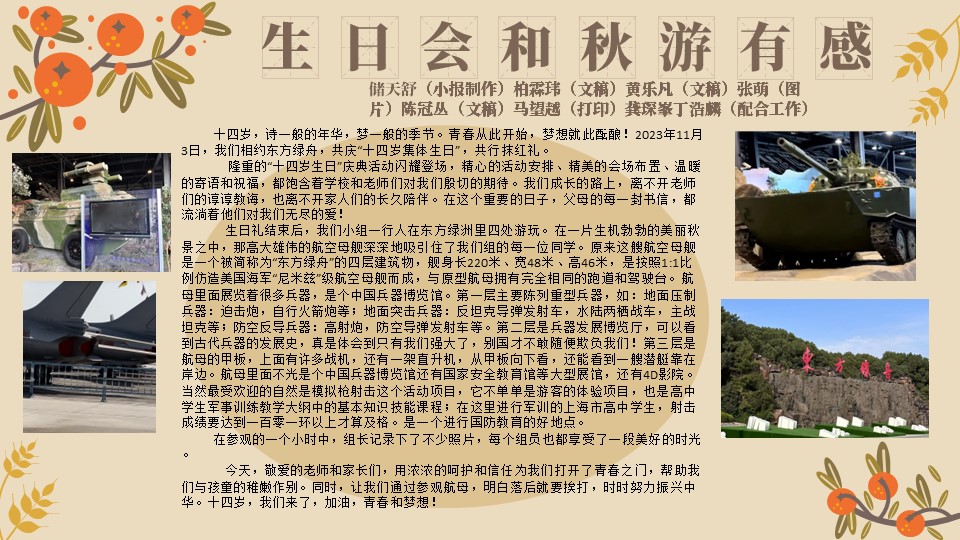 生日会和秋游有感
储天舒（小报制作）柏霖玮（文稿）黄乐凡（文稿）张萌（图
片）陈冠丛（文稿）马望越（打印）龚琛峯丁浩麟（配合工作）
十四岁，诗一般的年华，梦一般的季节。青春从此开始，梦想就此酝酿！2023年11月
3日，我们相约东方绿舟，共庆“十四岁集体生日”，共行抹红礼。
隆重的“十四岁生日”庆典活动闪耀登场，精心的活动安排、精美的会场布置、温暖
的寄语和祝福，都饱含着学校和老师们对我们殷切的期待。我们成长的路上，离不开老师
们的谆谆教诲，也离不开家人们的长久陪伴。在这个重要的日子，父母的每一封书信，都
流淌着他们对我们无尽的爱！
生日礼结束后，我们小组一行人在东方绿洲里四处游玩。在一片生机勃勃的美丽秋
景之中，那高大雄伟的航空母舰深深地吸引住了我们组的每一位同学。原来这艘航空母舰
是一个被简称为“东方绿舟”的四层建筑物，舰身长220米、宽48米、高46米，是按照1:1比
例仿造美国海军“尼米兹”级航空母舰而成，与原型航母拥有完全相同的跑道和驾驶台。航
母里面展览着很多兵器，是个中国兵器博览馆。第一层主要陈列重型兵器，如：地面压制
兵器：迫击炮，自行火箭炮等；地面突击兵器：反坦克导弹发射车，水陆两栖战车，主战
坦克等；防空反导兵器：高射炮，防空导弹发射车等。第二层是兵器发展博览厅，可以看
到古代兵器的发展史，真是体会到只有我们强大了，别国才不敢随便欺负我们！第三层是
航母的甲板，上面有许多战机，还有一架直升机，从甲板向下看，还能看到一艘潜艇靠在
岸边。航母里面不光是个中国兵器博览馆还有国家安全教育馆等大型展馆，还有4D影院。
当然最受欢迎的自然是模拟枪射击这个活动项目，它不单单是游客的体验项目，也是高中
学生军事训练教学大纲中的基本知识技能课程；在这里进行军训的上海市高中学生，射击
成绩要达到一百零一环以上才算及格。是一个进行国防教育的好地点。
在参观的一个小时中，组长记录下了不少照片，每个组员也都享受了一段美好的时光
。
今天，敬爱的老师和家长们，用浓浓的呵护和信任为我们打开了青春之门，帮助我
们与孩童的稚嫩作别。同时，让我们通过参观航母，明白落后就要挨打，时时努力振兴中
华。十四岁，我们来了，加油，青春和梦想！